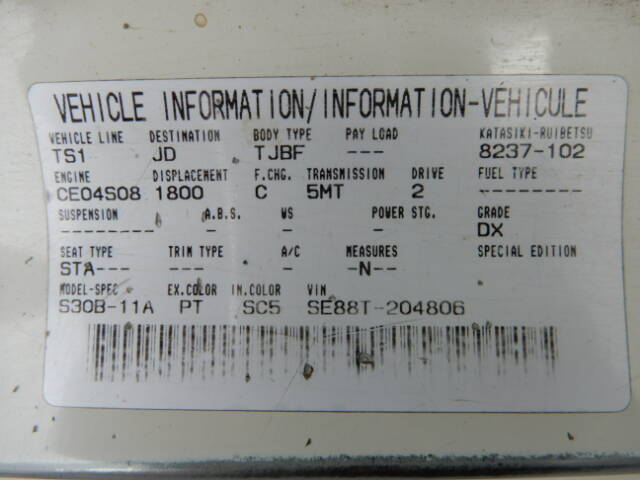 VEHICLE INFORMATION/INFORMATION-VÉHICULE
VEHICLE LINE DESTINATION BODY TYPE PAY LOAD KATASIKI-RUIBETSU
TS1 JD TJBF --- 8237-102
ENGINE DISPLACEMENT F.CHG. TRANSMISSION DRIVE FUEL TYPE
CE04S08 1800 C 5MT 2 ---------
SUSPENSION A.B.S. WS POWER STG. GRADE
--------- - -- - DX
SEAT TYPE TRIM TYPE A/C MEASURES SPECIAL EDITION
STA--- --- - -N-- ---
MODEL-SPEC EX.COLOR IN.COLOR VIN
S30B-11A PT SC5 SE88T-204806